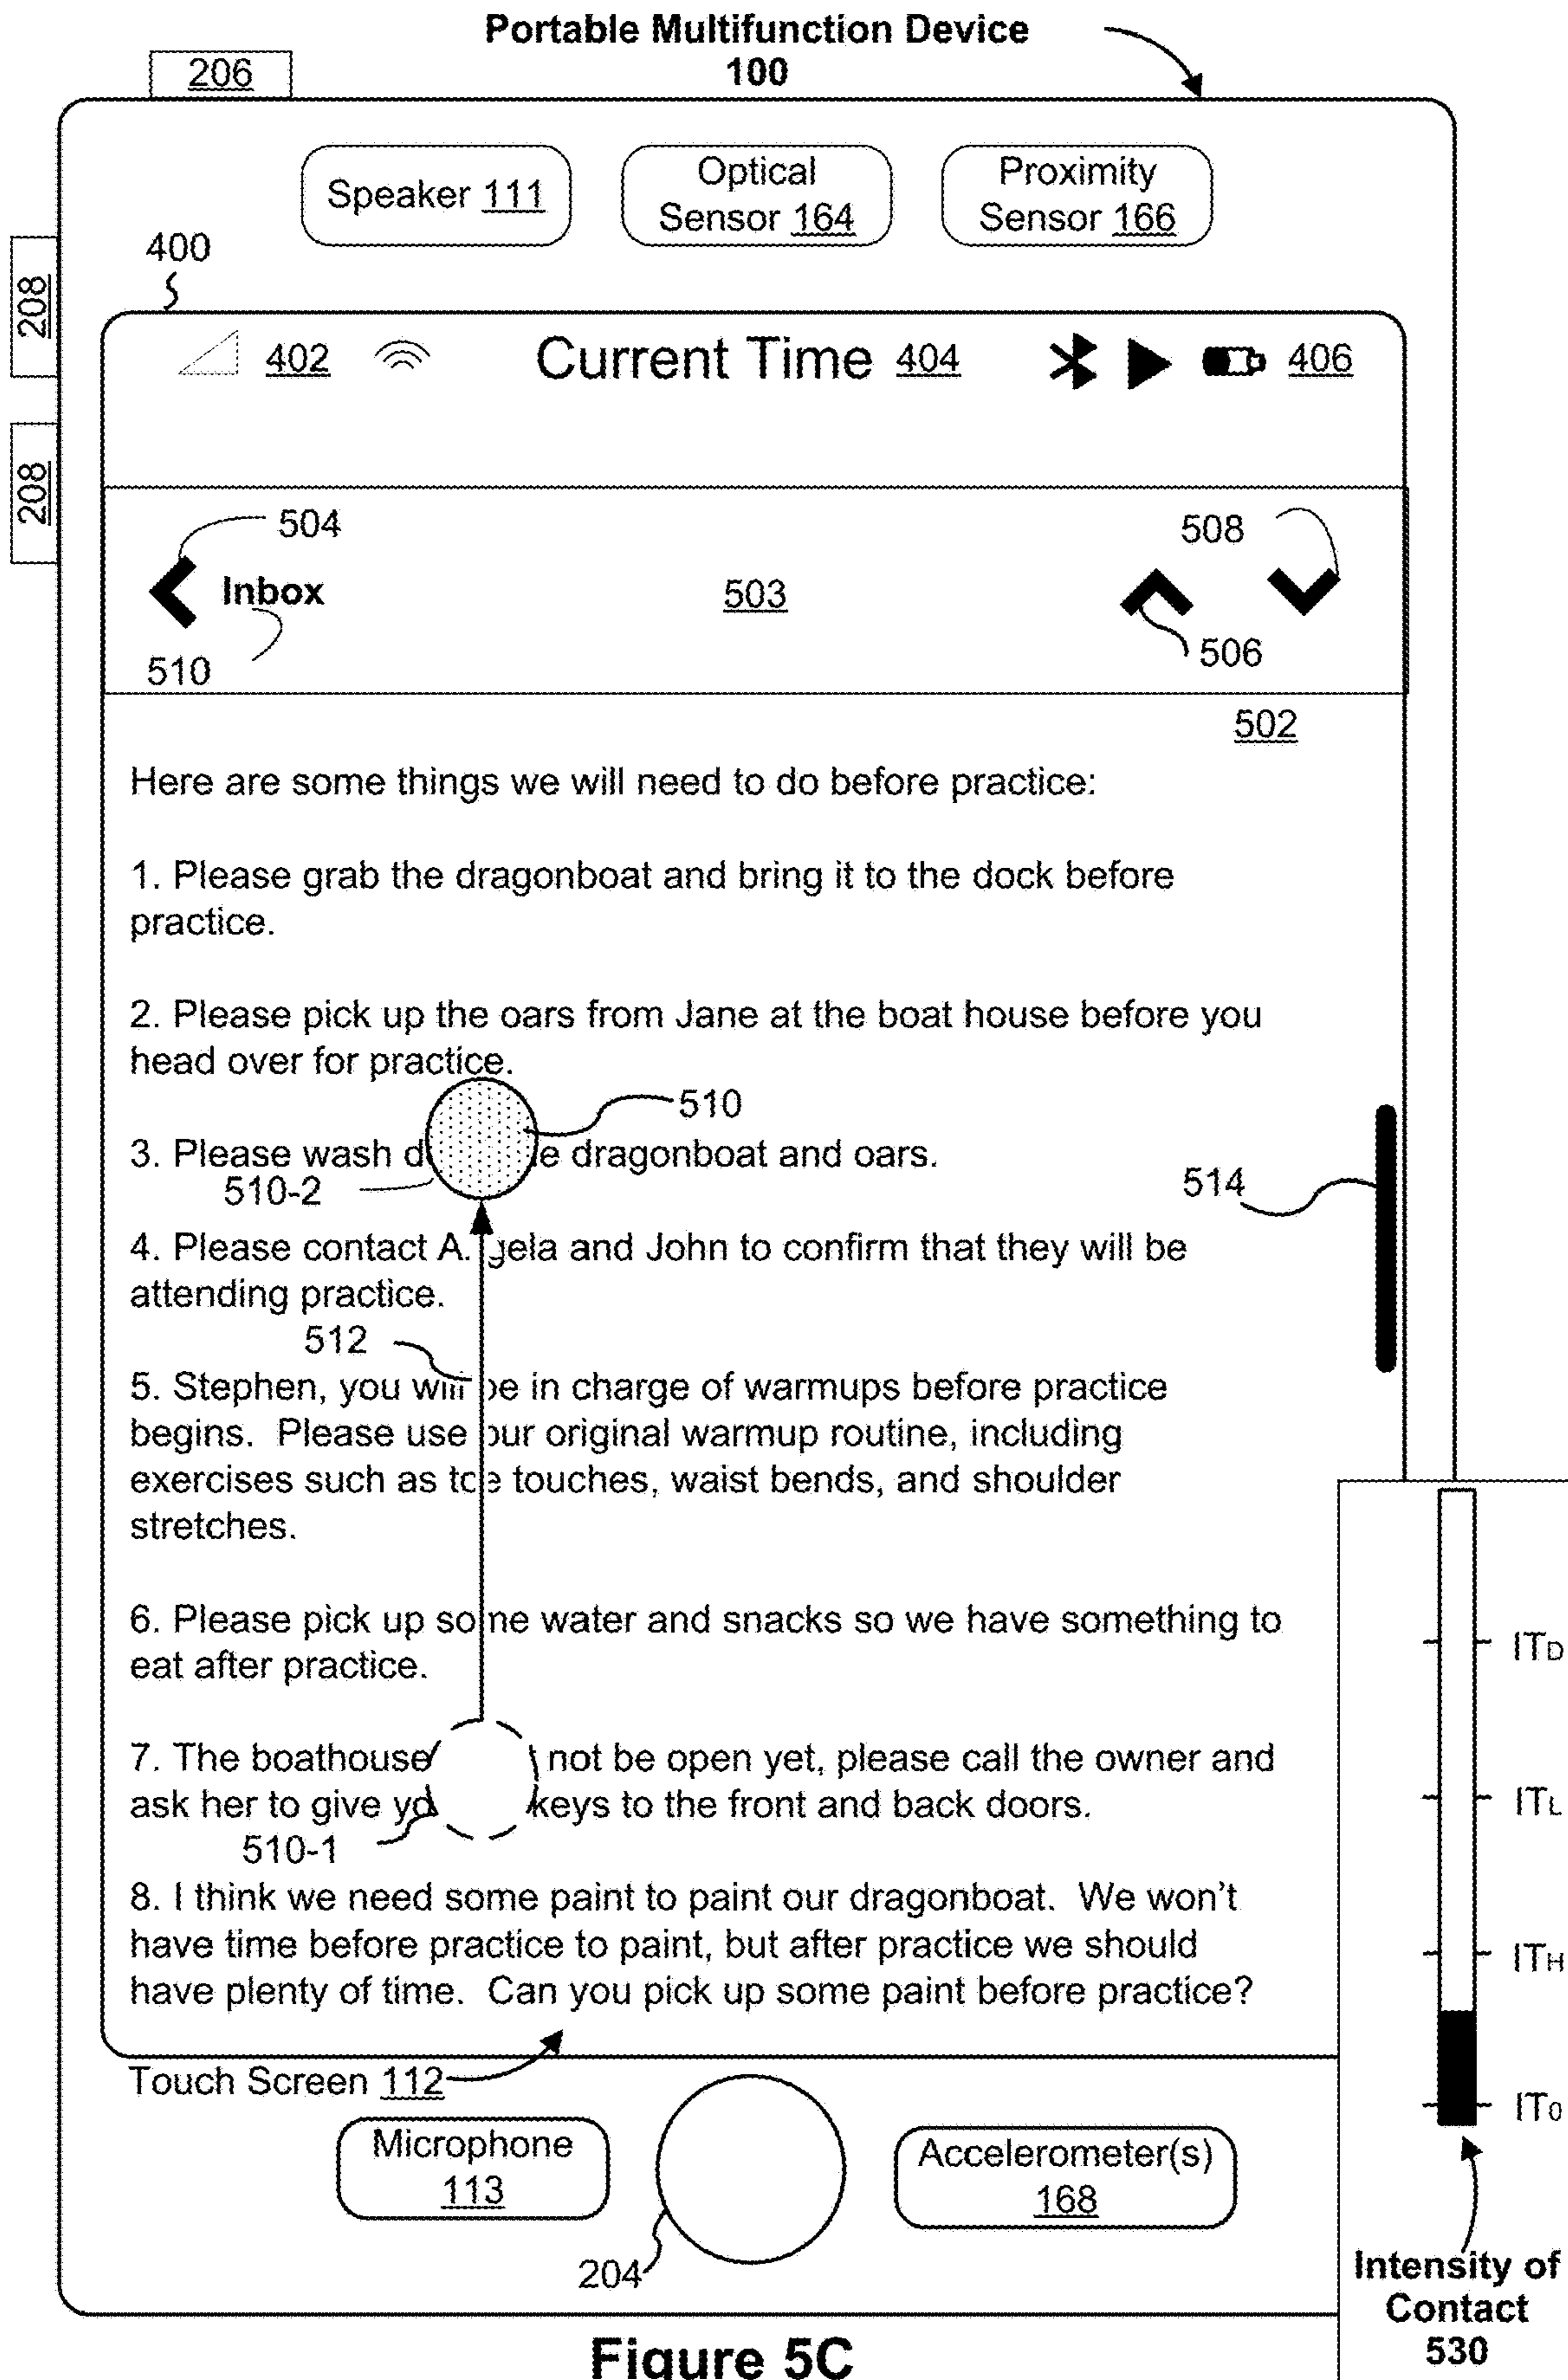 Portable Multifunction Device
100
206
Speaker 111
Optical
Sensor 164
Proximity
Sensor 166
208
208
400
402
Current Time 404
406
504
Inbox
510
503
508
506
502
Here are some things we will need to do before practice:
1. Please grab the dragonboat and bring it to the dock before
practice.
2. Please pick up the oars from Jane at the boat house before you
head over for practice.
510
3. Please wash d e dragonboat and oars.
510-2
514
4. Please contact A. gela and John to confirm that they will be
attending practice.
512
5. Stephen, you will be in charge of warmups before practice
begins. Please use our original warmup routine, including
exercises such as toe touches, waist bends, and shoulder
stretches.
6. Please pick up some water and snacks so we have something to
eat after practice.
7. The boathouse not be open yet, please call the owner and
ask her to give yo keys to the front and back doors.
510-1
8. I think we need some paint to paint our dragonboat. We won't
have time before practice to paint, but after practice we should
have plenty of time. Can you pick up some paint before practice?
ITD
ITL
ITH
IT0
Touch Screen 112
Microphone
113
Accelerometer(s)
168
204
Intensity of
Contact
530
Figure 5C